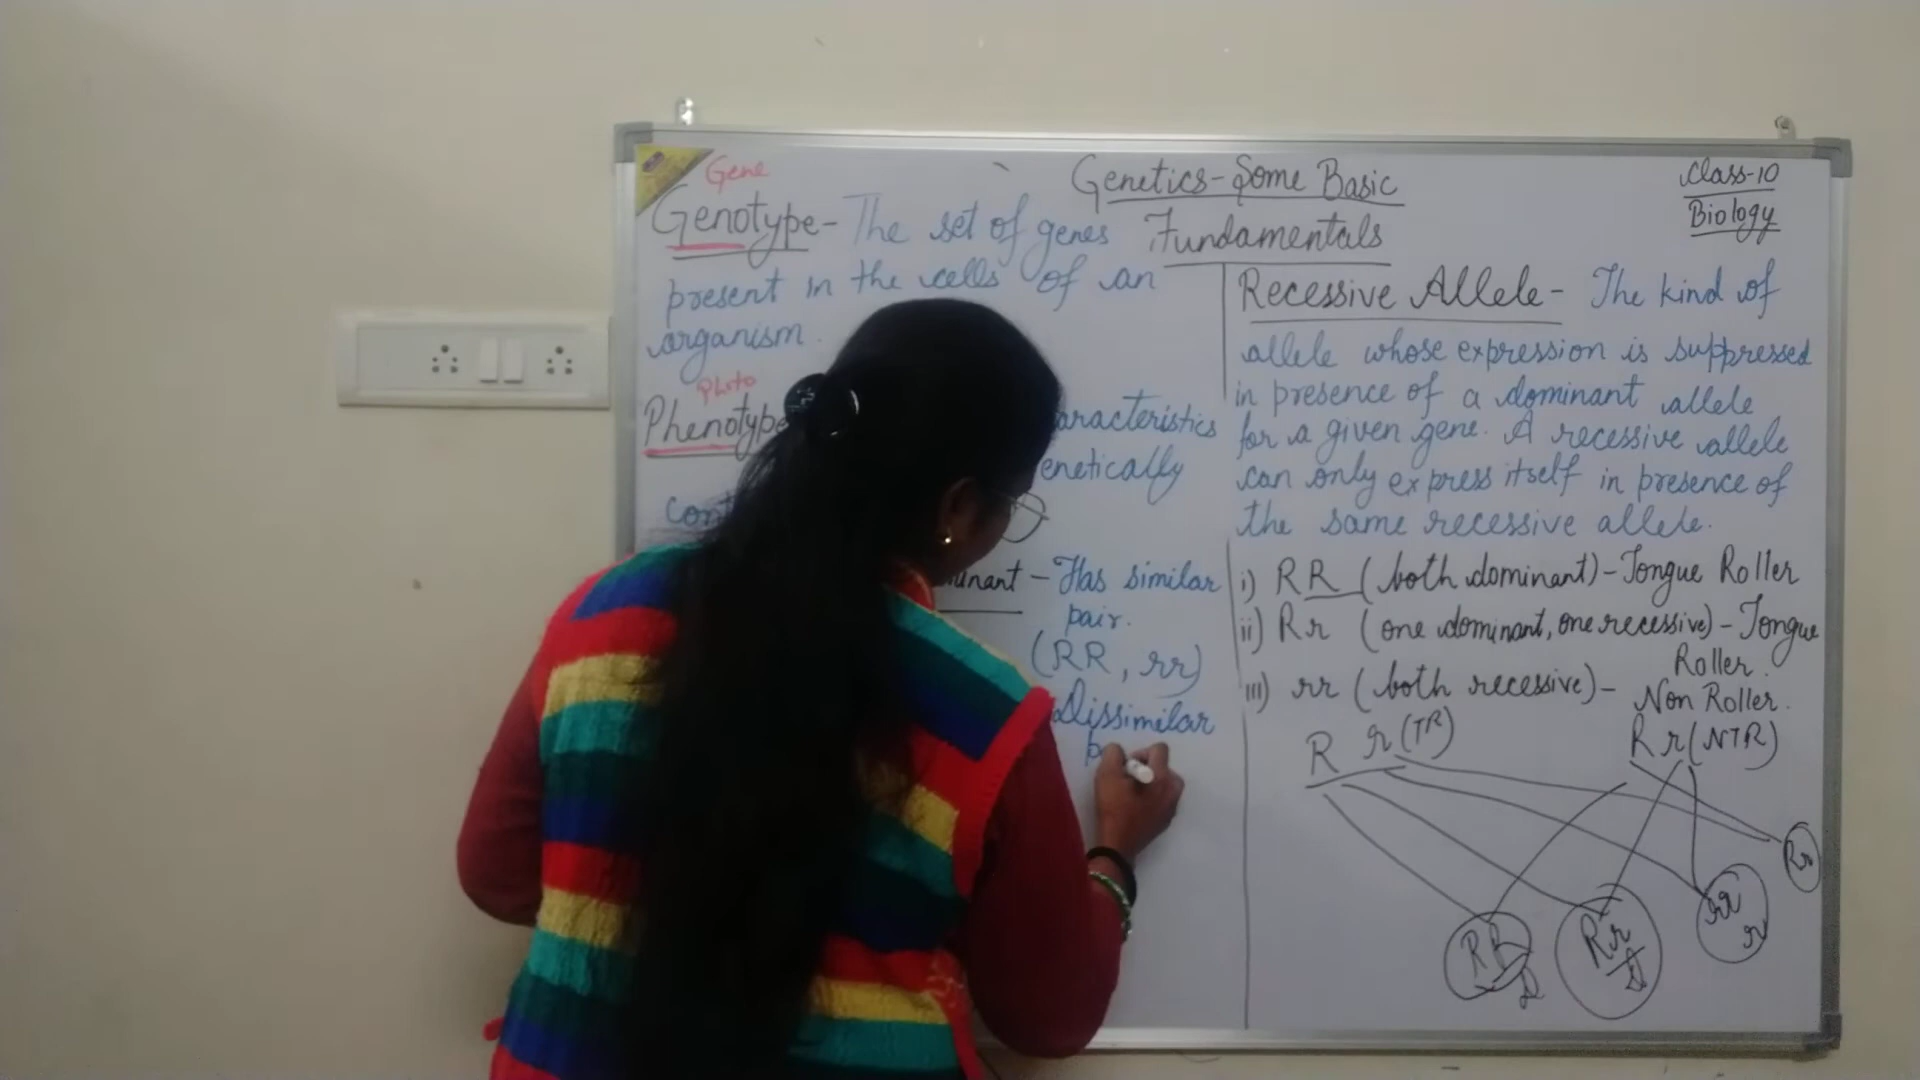 Genetics-Some Basic
Fundamentals
Class-10
Biology
Gene
Genotype- The set of genes
present in the cells of an
organism.
Photo
Phenotype
aracteristics
enetically
cont
inant - Has similar
pair.
(RR, rr)
Dissimilar
p
Recessive Allele- The kind of
allele whose expression is suppressed
in presence of a dominant allele
for a given gene. A recessive allele
can only express itself in presence of
the same recessive allele.
i) RR (both dominant)-Tongue Roller
ii) Rr (one dominant, one recessive)-Tongue
Roller.
iii) rr (both recessive)- Non Roller.
R r (TR)
Rr (NTR)
Rr
RR
Rr
rr